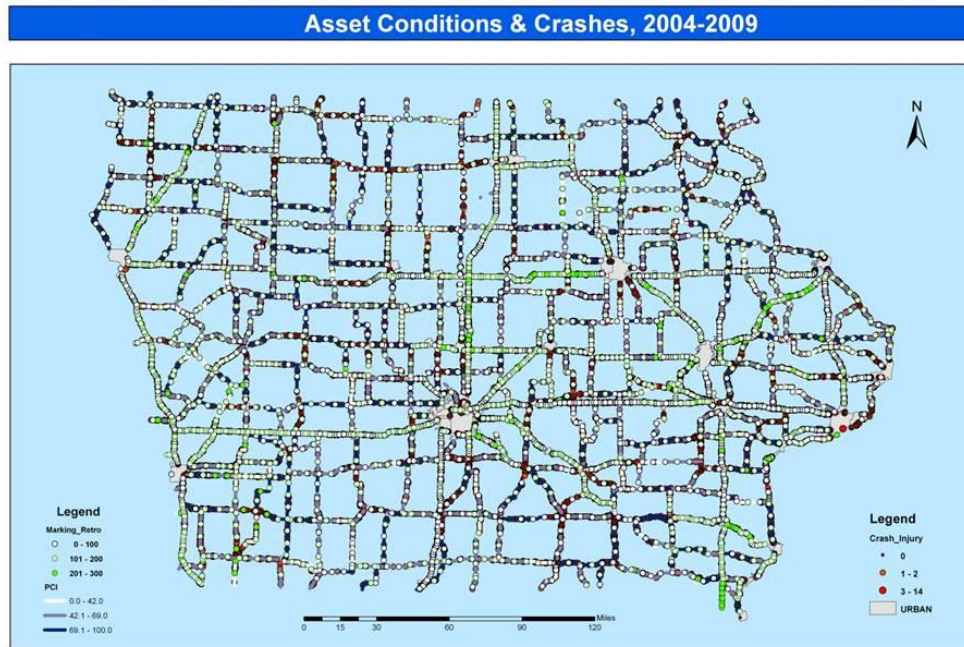 Asset Conditions & Crashes, 2004-2009
N
Legend
Marking_Retro
0 - 100
101 - 200
201 - 300
PCI
0.0 - 42.0
42.1 - 69.0
69.1 - 100.0
Miles
0 15 30 60 90 120
Legend
Crash_Injury
0
1 - 2
3 - 14
URBAN